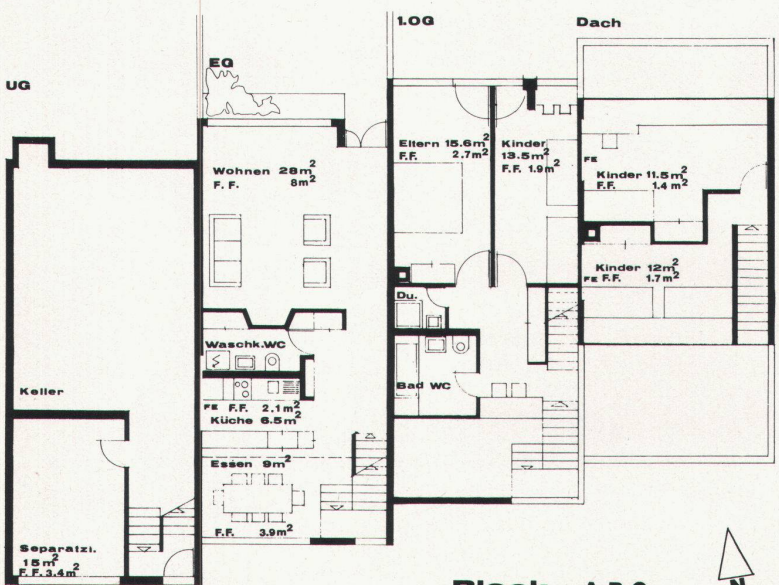 UG
Keller
Separatzi.
15m²
F.F. 3.4m²
EG
Wohnen 28m²
F. F. 8m²
Waschk.WC
FE F.F. 2.1m²
Küche 6.5m²
Essen 9m²
F.F. 3.9m²
1.OG
Eltern 15.6m²
F.F. 2.7m²
Kinder
13.5m²
F.F. 1.9m²
Du.
Bad WC
Dach
FE
Kinder 11.5m²
F.F. 1.4 m²
Kinder 12m²
FE F.F. 1.7m²
N